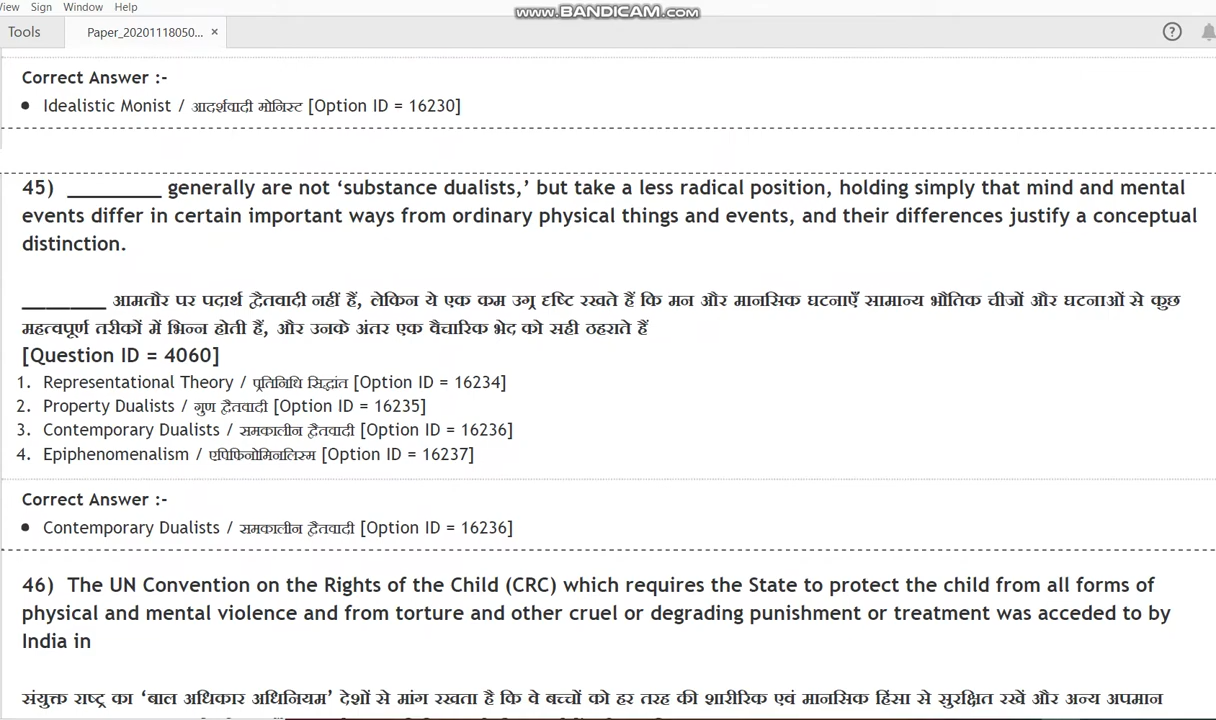 View Sign Window Help
www.BANDICAM.com
Tools Paper_20201118050... ×
Correct Answer :-
• Idealistic Monist / आदर्शवादी मोनिस्ट [Option ID = 16230]
45) ________ generally are not ‘substance dualists,’ but take a less radical position, holding simply that mind and mental
events differ in certain important ways from ordinary physical things and events, and their differences justify a conceptual
distinction.
________ आमतौर पर पदार्थ द्वैतवादी नहीं हैं, लेकिन ये एक कम उग्र दृष्टि रखते हैं कि मन और मानसिक घटनाएँ सामान्य भौतिक चीजों और घटनाओं से कुछ
महत्वपूर्ण तरीकों में भिन्न होती हैं, और उनके अंतर एक वैचारिक भेद को सही ठहराते हैं
[Question ID = 4060]
1. Representational Theory / प्रतिनिधि सिद्धांत [Option ID = 16234]
2. Property Dualists / गुण द्वैतवादी [Option ID = 16235]
3. Contemporary Dualists / समकालीन द्वैतवादी [Option ID = 16236]
4. Epiphenomenalism / एपिफिनोमिनलिस्म [Option ID = 16237]
Correct Answer :-
• Contemporary Dualists / समकालीन द्वैतवादी [Option ID = 16236]
46) The UN Convention on the Rights of the Child (CRC) which requires the State to protect the child from all forms of
physical and mental violence and from torture and other cruel or degrading punishment or treatment was acceded to by
India in
संयुक्त राष्ट्र का ‘बाल अधिकार अधिनियम’ देशों से मांग रखता है कि वे बच्चों को हर तरह की शारीरिक एवं मानसिक हिंसा से सुरक्षित रखें और अन्य अपमान